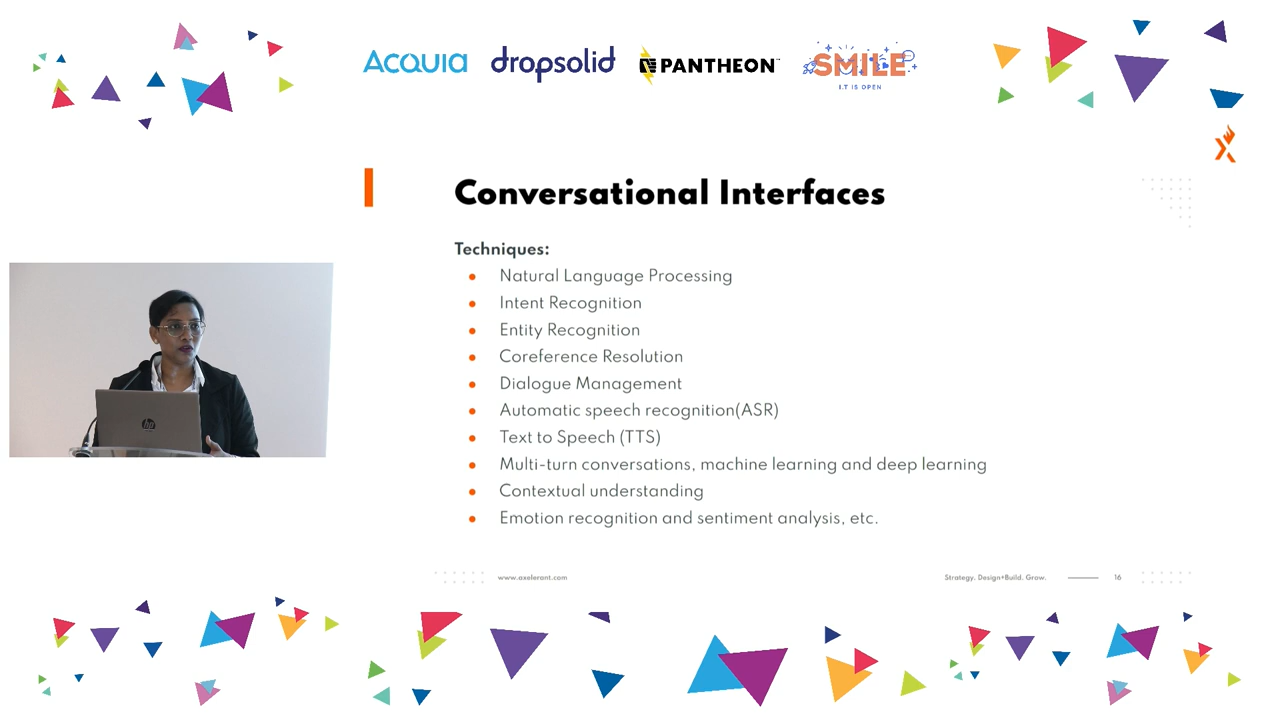 ACQUIA
dropsolid
PANTHEON
SMILE
I.T IS OPEN
Conversational Interfaces
Techniques:
Natural Language Processing
Intent Recognition
Entity Recognition
Coreference Resolution
Dialogue Management
Automatic speech recognition(ASR)
Text to Speech (TTS)
Multi-turn conversations, machine learning and deep learning
Contextual understanding
Emotion recognition and sentiment analysis, etc.
hp
www.axelerant.com
Strategy. Design+Build. Grow.
16